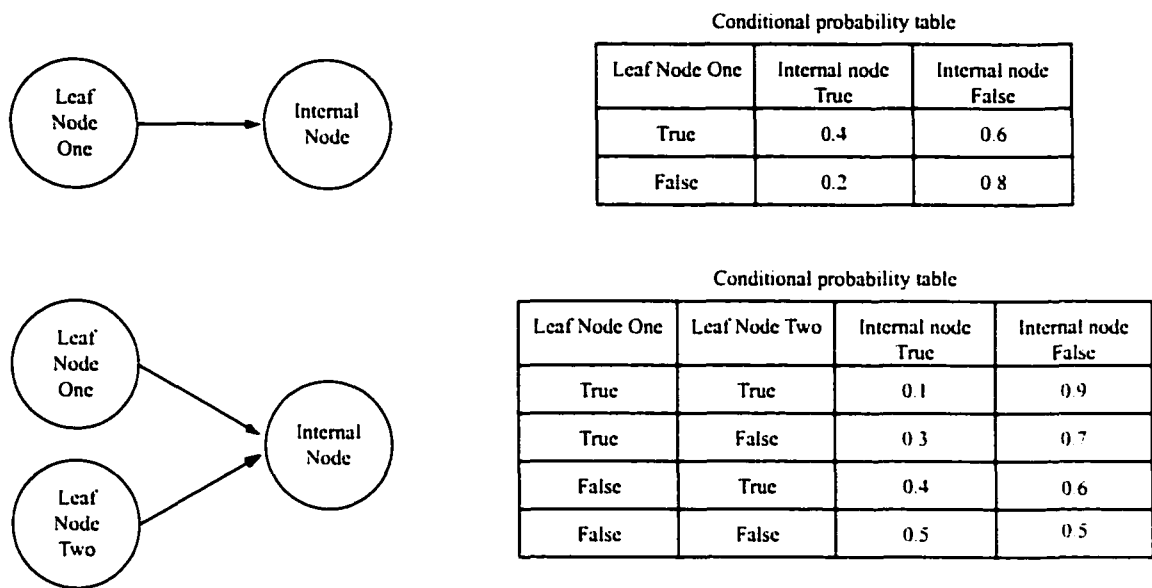 Conditional probability table
Leaf Node One Internal node True Internal node False
True 0.4 0.6
False 0.2 0.8
Leaf
Node
One
Internal
Node
Conditional probability table
Leaf Node One Leaf Node Two Internal node True Internal node False
True True 0.1 0.9
True False 0.3 0.7
False True 0.4 0.6
False False 0.5 0.5
Leaf
Node
One
Internal
Node
Leaf
Node
Two